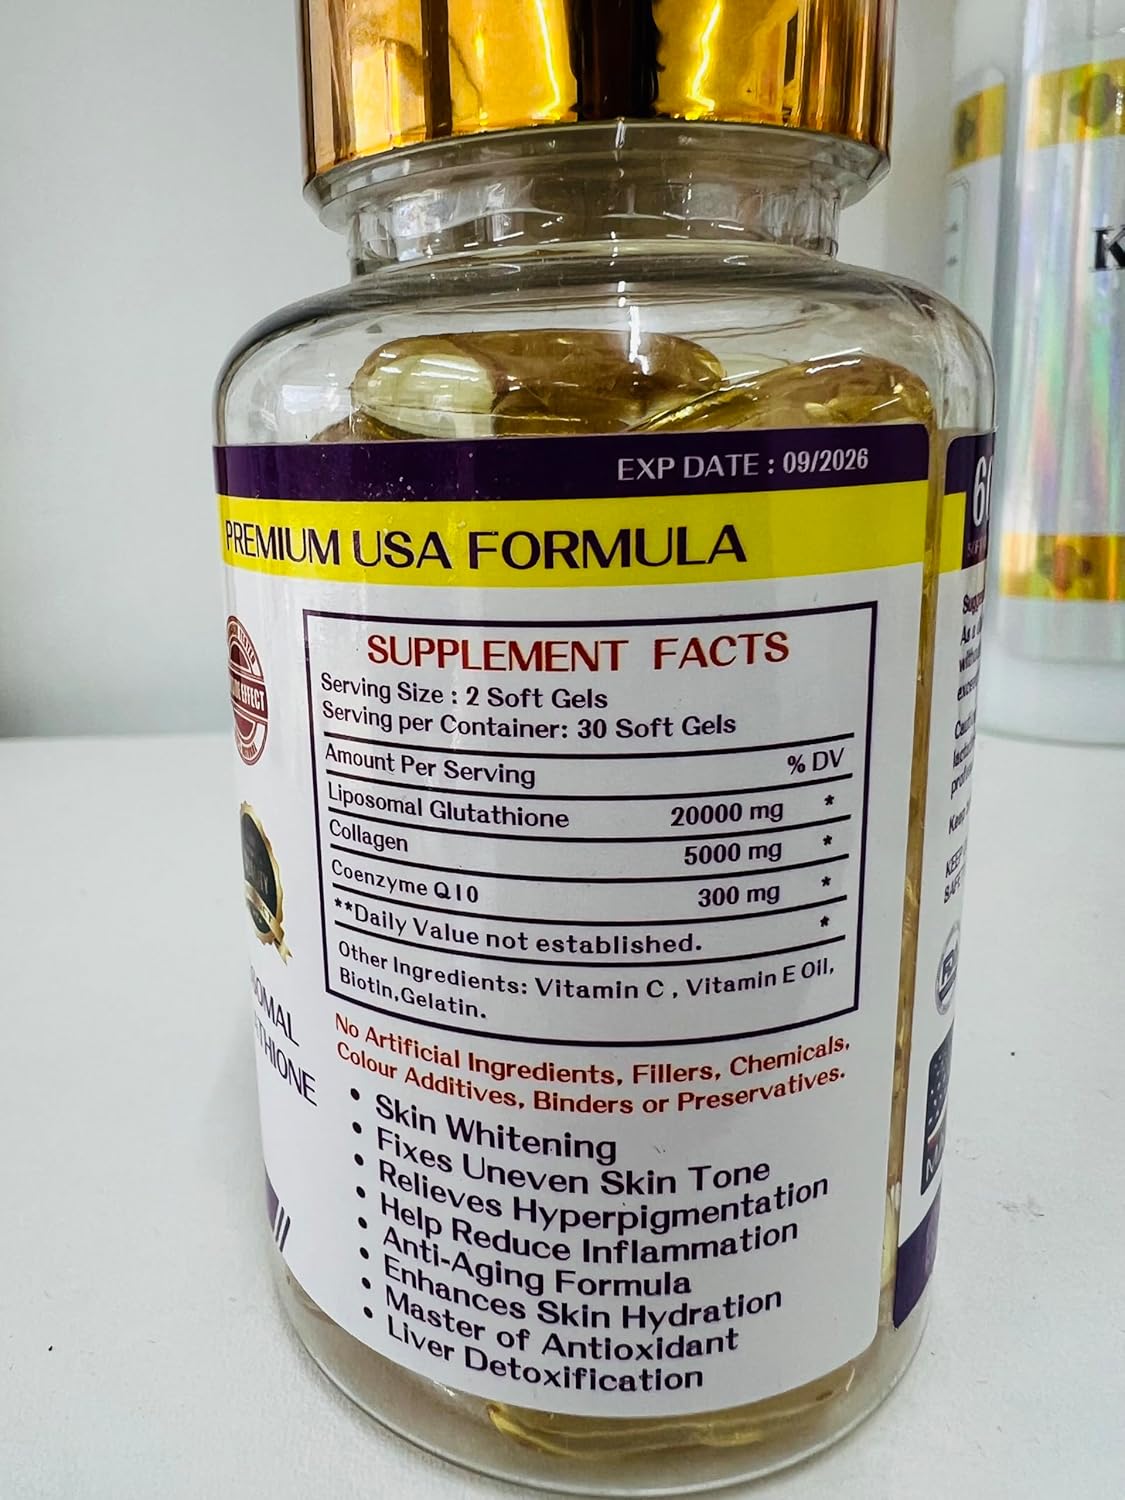 EXP DATE : 09/2026
PREMIUM USA FORMULA
SUPPLEMENT FACTS
Serving Size : 2 Soft Gels
Serving per Container: 30 Soft Gels
Amount Per Serving % DV
Liposomal Glutathione 20000 mg *
Collagen 5000 mg *
Coenzyme Q10 300 mg *
**Daily Value not established. *
Other Ingredients: Vitamin C , Vitamin E Oil,
Biotin,Gelatin.
No Artificial Ingredients, Fillers, Chemicals,
Colour Additives, Binders or Preservatives.
• Skin Whitening
• Fixes Uneven Skin Tone
• Relieves Hyperpigmentation
• Help Reduce Inflammation
• Anti-Aging Formula
• Enhances Skin Hydration
• Master of Antioxidant
• Liver Detoxification
EFFECT
K